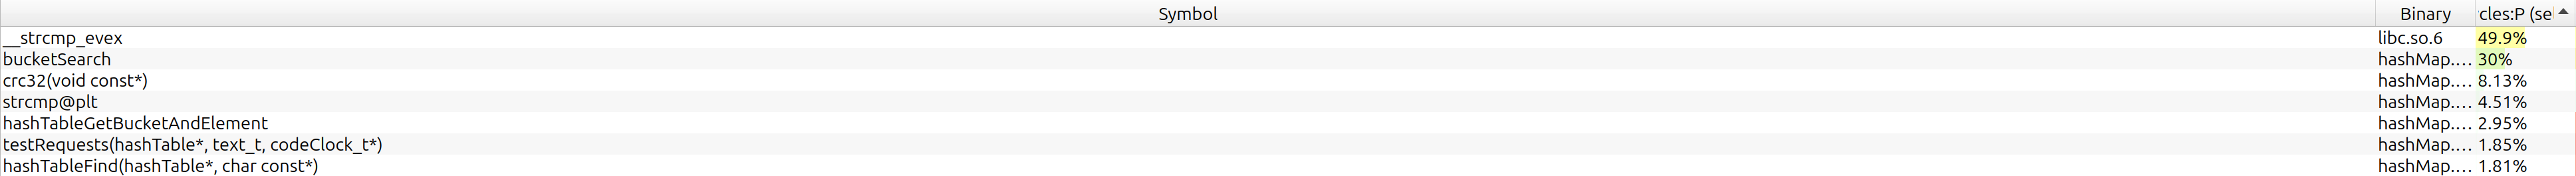 Symbol Binary cles:P (se
__strcmp_evex libc.so.6 49.9%
bucketSearch hashMap.... 30%
crc32(void const*) hashMap.... 8.13%
strcmp@plt hashMap.... 4.51%
hashTableGetBucketAndElement hashMap.... 2.95%
testRequests(hashTable*, text_t, codeClock_t*) hashMap.... 1.85%
hashTableFind(hashTable*, char const*) hashMap.... 1.81%